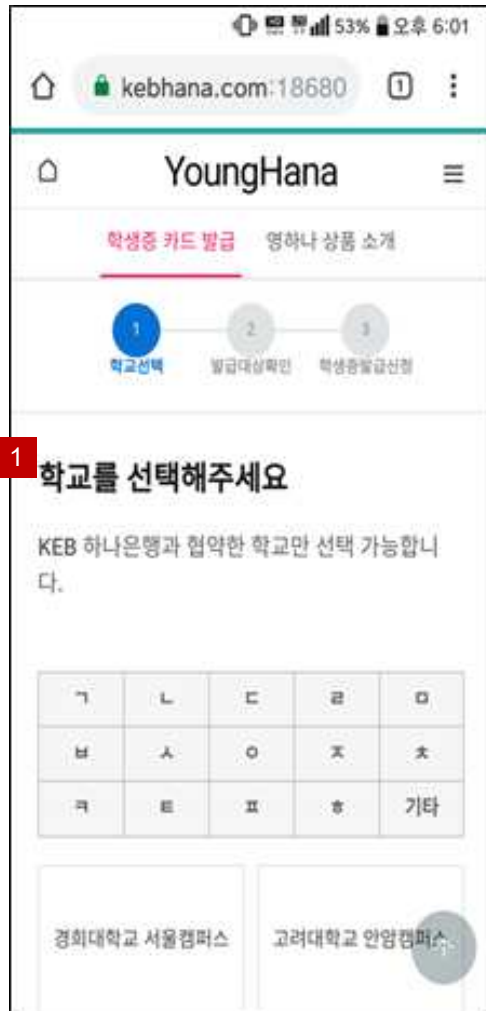 53% 오후 6:01
kebhana.com:18680 1
YoungHana
학생증 카드 발급 영하나 상품 소개
1 2 3
학교선택 발급대상확인 학생증발급신청
1
학교를 선택해주세요
KEB 하나은행과 협약한 학교만 선택 가능합니
다.
ㄱ ㄴ ㄷ ㄹ ㅁ
ㅂ ㅅ ㅇ ㅈ ㅊ
ㅋ ㅌ ㅍ ㅎ 기타
경희대학교 서울캠퍼스 고려대학교 안암캠퍼스